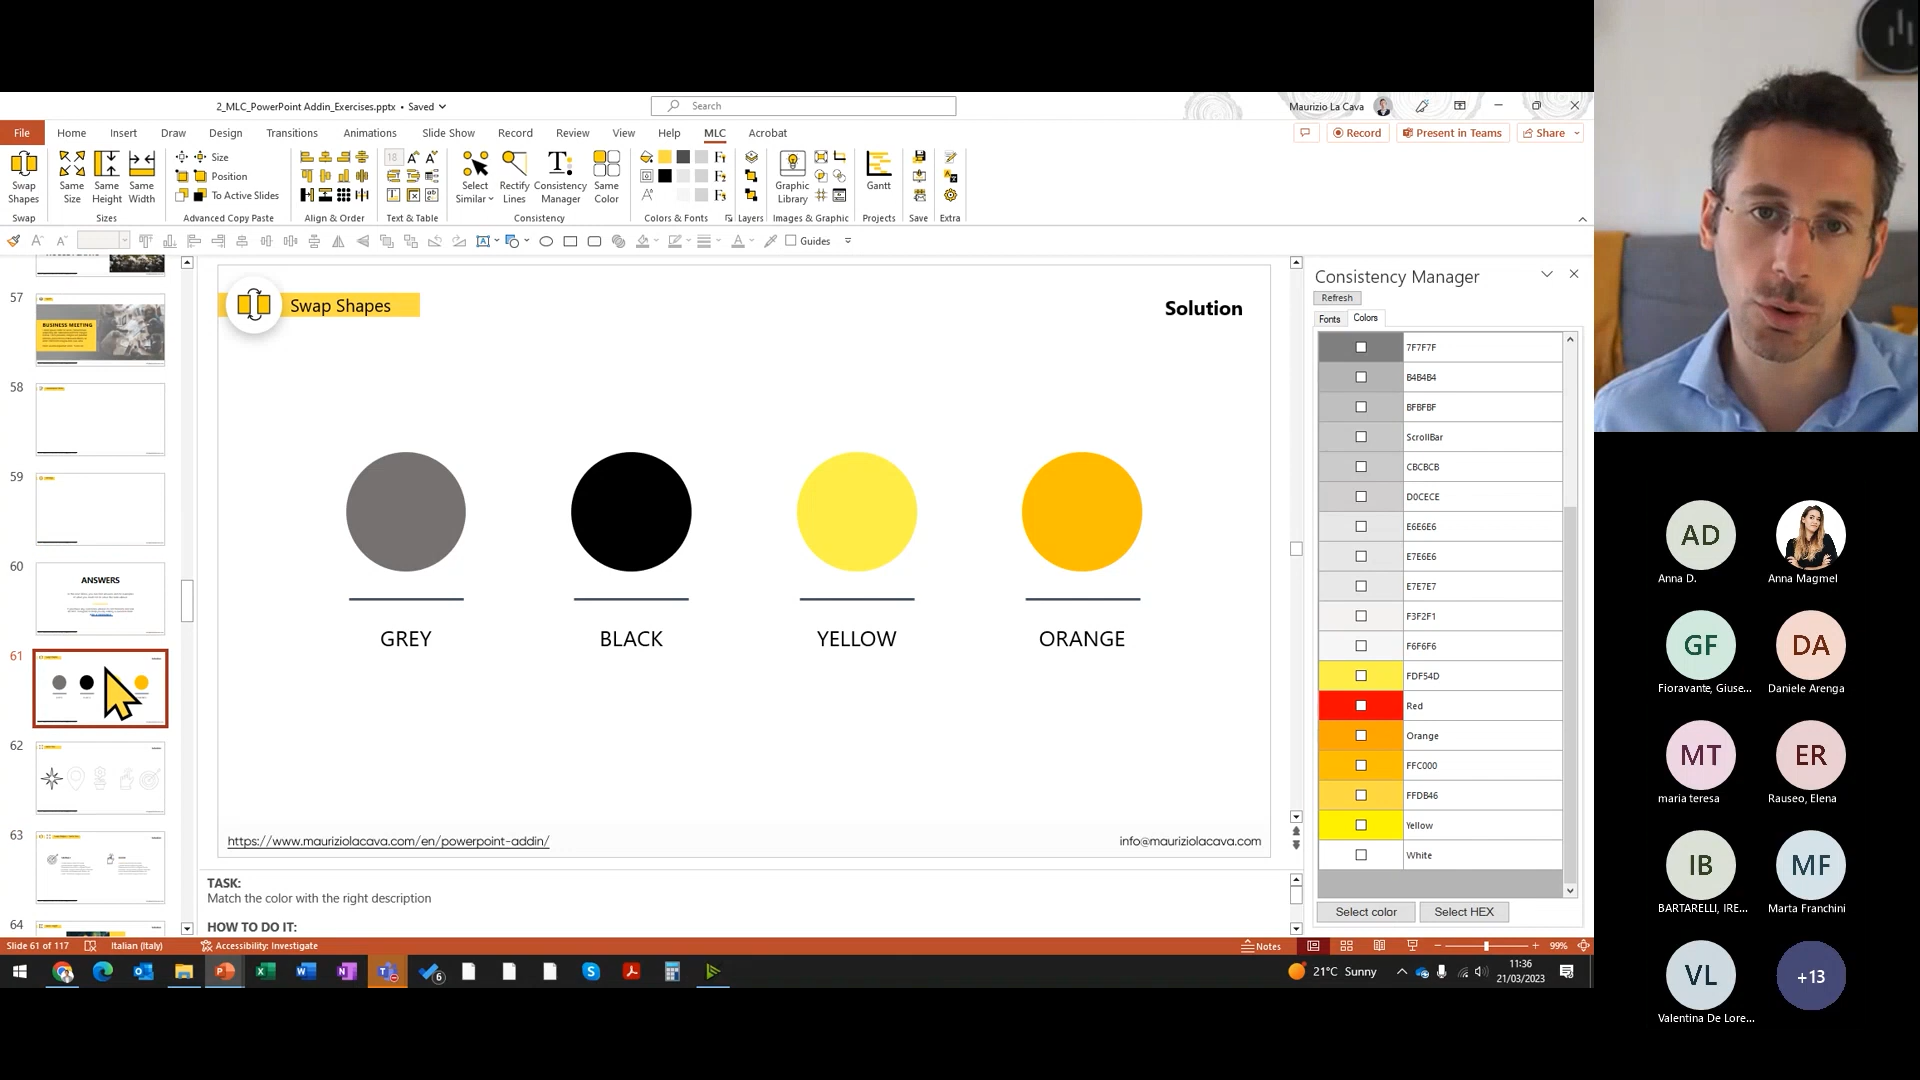 2_MLC_PowerPoint Addin_Exercises.pptx • Saved
Search
Maurizio La Cava
File
Home
Insert
Draw
Design
Transitions
Animations
Slide Show
Record
Review
View
Help
MLC
Acrobat
Record
Present in Teams
Share
Swap Shapes
Same Size
Same Height
Same Width
Size
Position
To Active Slides
18
Select Similar
Rectify Lines
Consistency Manager
Same Color
Graphic Library
Gantt
Swap
Sizes
Advanced Copy Paste
Align & Order
Text & Table
Consistency
Colors & Fonts
Layers
Images & Graphic
Projects
Save
Extra
Guides
57
BUSINESS MEETING
58
59
60
ANSWERS
61
62
63
64
Swap Shapes
Solution
GREY
BLACK
YELLOW
ORANGE
https://www.mauriziolacava.com/en/powerpoint-addin/
info@mauriziolacava.com
TASK:
Match the color with the right description
HOW TO DO IT:
Consistency Manager
Refresh
Fonts
Colors
7F7F7F
B4B4B4
BFBFBF
ScrollBar
CBCBCB
D0CECE
E6E6E6
E7E6E6
E7E7E7
F3F2F1
F6F6F6
FDF54D
Red
Orange
FFC000
FFDB46
Yellow
White
Select color
Select HEX
Slide 61 of 117
Italian (Italy)
Accessibility: Investigate
Notes
99%
21°C Sunny
11:36
21/03/2023
AD
Anna D.
Anna Magmel
GF
Fioravante, Giuse...
DA
Daniele Arenga
MT
maria teresa
ER
Rauseo, Elena
IB
BARTARELLI, IRE...
MF
Marta Franchini
VL
Valentina De Lore...
+13